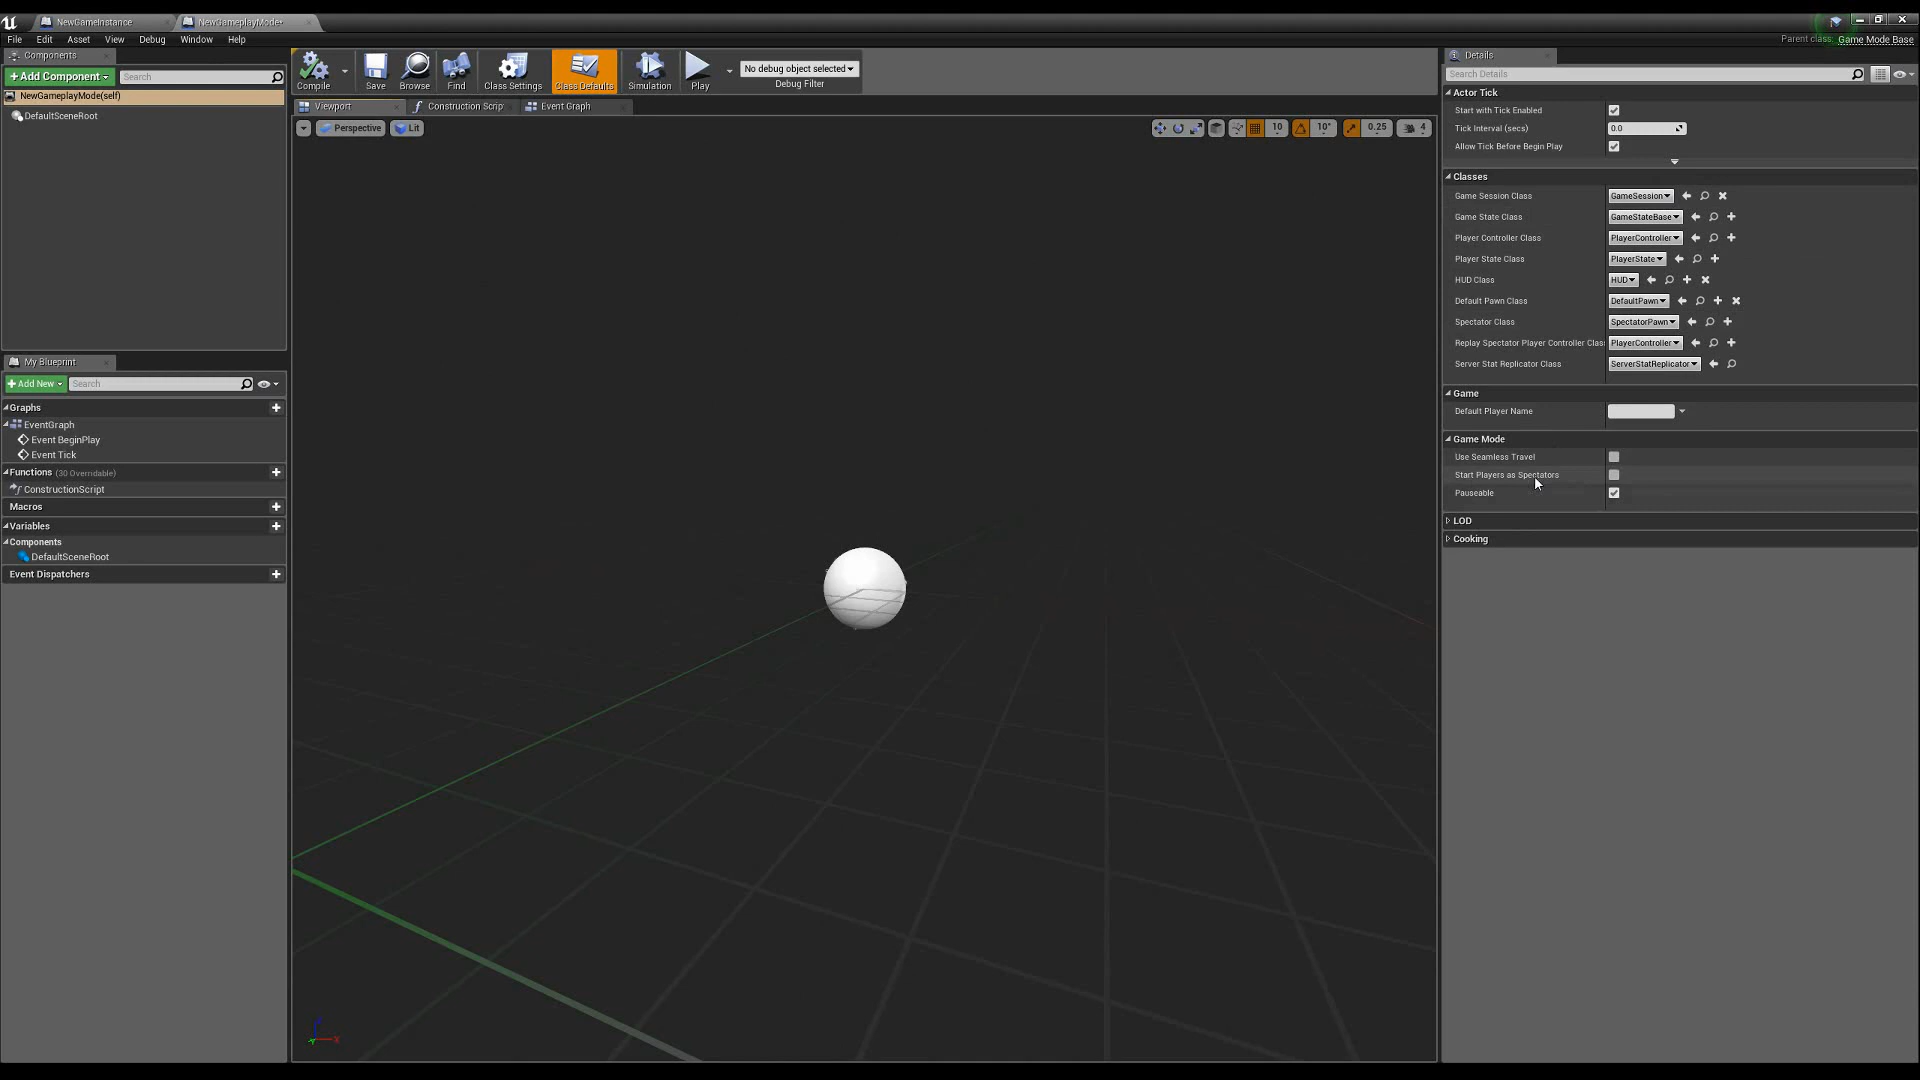 NewGameInstance
NewGameplayMode*
File Edit Asset View Debug Window Help
Parent class: Game Mode Base
Components
+Add Component
Search
NewGameplayMode(self)
DefaultSceneRoot
My Blueprint
+Add New
Search
Graphs
EventGraph
Event BeginPlay
Event Tick
Functions (30 Overridable)
ConstructionScript
Macros
Variables
Components
DefaultSceneRoot
Event Dispatchers
Compile
Save
Browse
Find
Class Settings
Class Defaults
Simulation
Play
No debug object selected
Debug Filter
Viewport
Construction Scrip
Event Graph
Perspective
Lit
10
10°
0.25
4
Details
Search Details
Actor Tick
Start with Tick Enabled
Tick Interval (secs) 0.0
Allow Tick Before Begin Play
Classes
Game Session Class GameSession
Game State Class GameStateBase
Player Controller Class PlayerController
Player State Class PlayerState
HUD Class HUD
Default Pawn Class DefaultPawn
Spectator Class SpectatorPawn
Replay Spectator Player Controller Class PlayerController
Server Stat Replicator Class ServerStatReplicator
Game
Default Player Name
Game Mode
Use Seamless Travel
Start Players as Spectators
Pauseable
LOD
Cooking